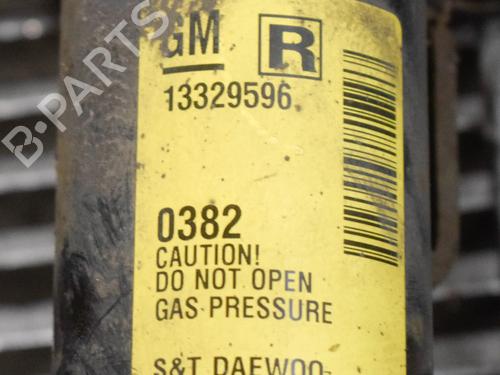 GM R
13329596
0382
CAUTION!
DO NOT OPEN
GAS PRESSURE
S&T DAEWOO
B-PARTS